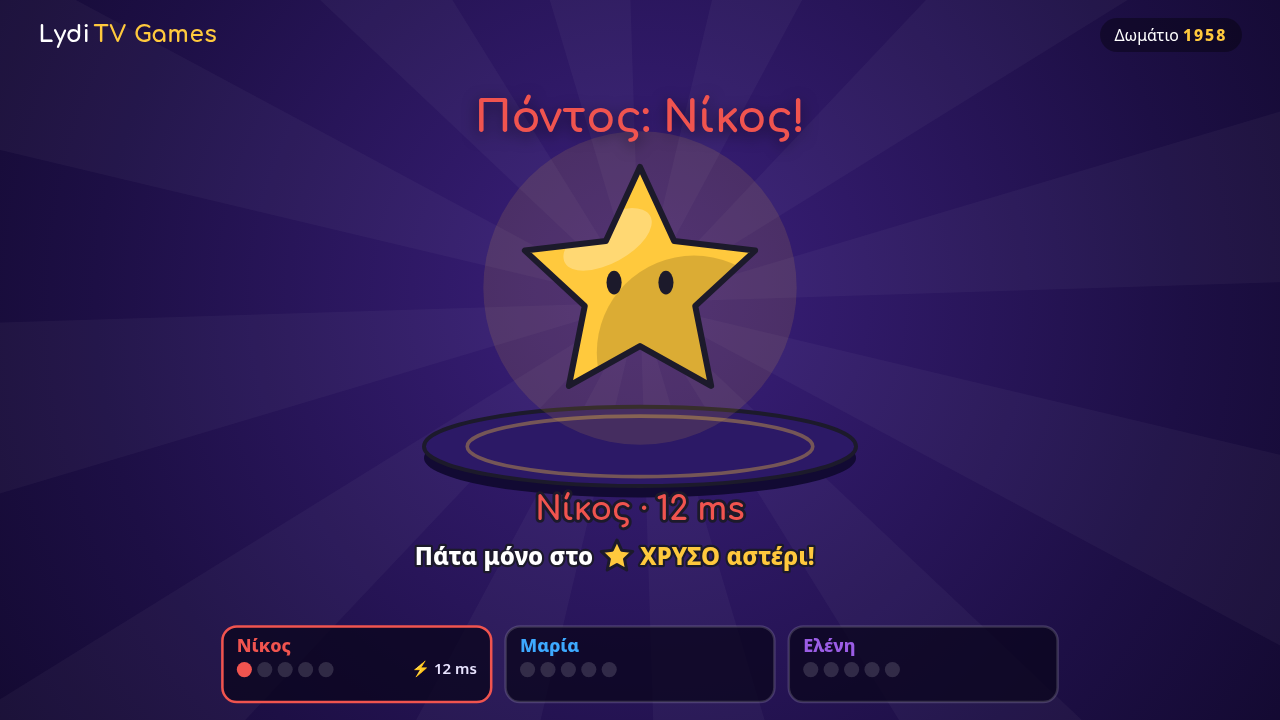 Lydi TV Games
Δωμάτιο 1958
Πόντος: Νίκος!
Νίκος · 12 ms
Πάτα μόνο στο ⭐ ΧΡΥΣΟ αστέρι!
Νίκος
⚡ 12 ms
Μαρία
Ελένη